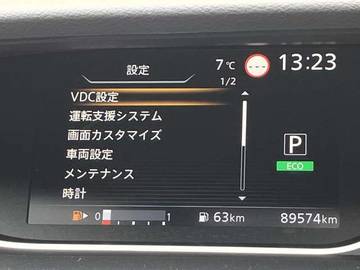 設定
7℃
13:23
1/2
VDC設定
運転支援システム
画面カスタマイズ
車両設定
メンテナンス
時計
P
ECO
0 1
63km
89574km